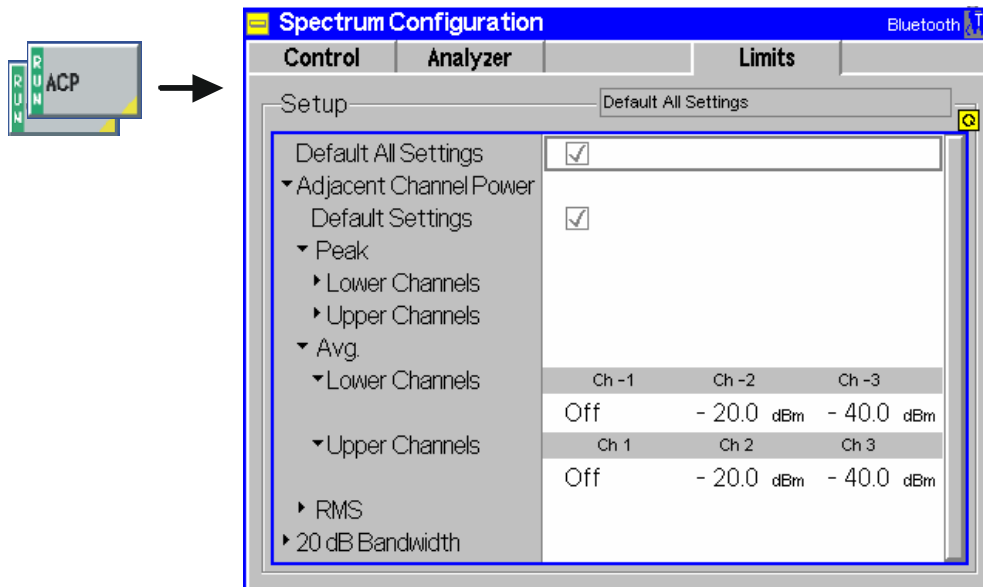 Spectrum Configuration
Bluetooth
Control Analyzer Limits
RUN
RUN ACP
Setup Default All Settings
Default All Settings
Adjacent Channel Power
Default Settings
Peak
Lower Channels
Upper Channels
Avg.
Lower Channels Ch -1 Ch -2 Ch -3
Off - 20.0 dBm - 40.0 dBm
Upper Channels Ch 1 Ch 2 Ch 3
Off - 20.0 dBm - 40.0 dBm
RMS
20 dB Bandwidth